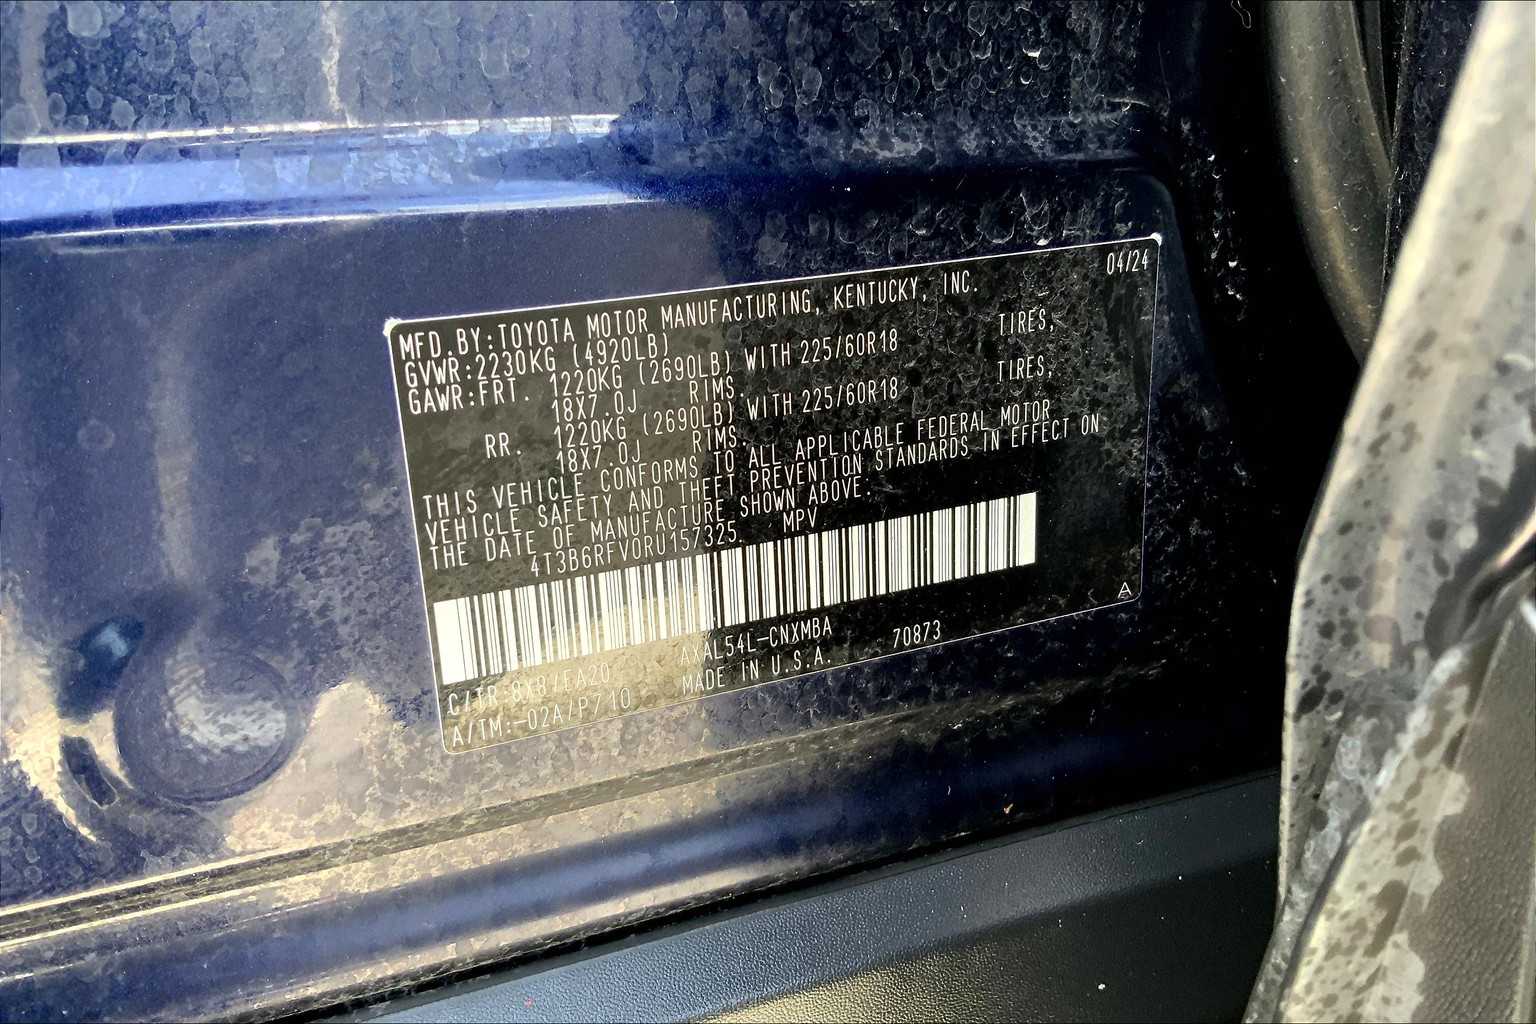 04/24
MFD.BY:TOYOTA MOTOR MANUFACTURING, KENTUCKY, INC.
GVWR:2230KG (4920LB)
GAWR:FRT. 1220KG (2690LB) WITH 225/60R18 TIRES,
18X7.0J RIMS.
RR. 1220KG (2690LB) WITH 225/60R18 TIRES,
18X7.0J RIMS.
THIS VEHICLE CONFORMS TO ALL APPLICABLE FEDERAL MOTOR
VEHICLE SAFETY AND THEFT PREVENTION STANDARDS IN EFFECT ON
THE DATE OF MANUFACTURE SHOWN ABOVE.
4T3B6RFV0RU157325 MPV
C/TR:8X8/EA20 AXAL54L-CNXMBA 70873
A/TM:-02A/P710 MADE IN U.S.A.
A